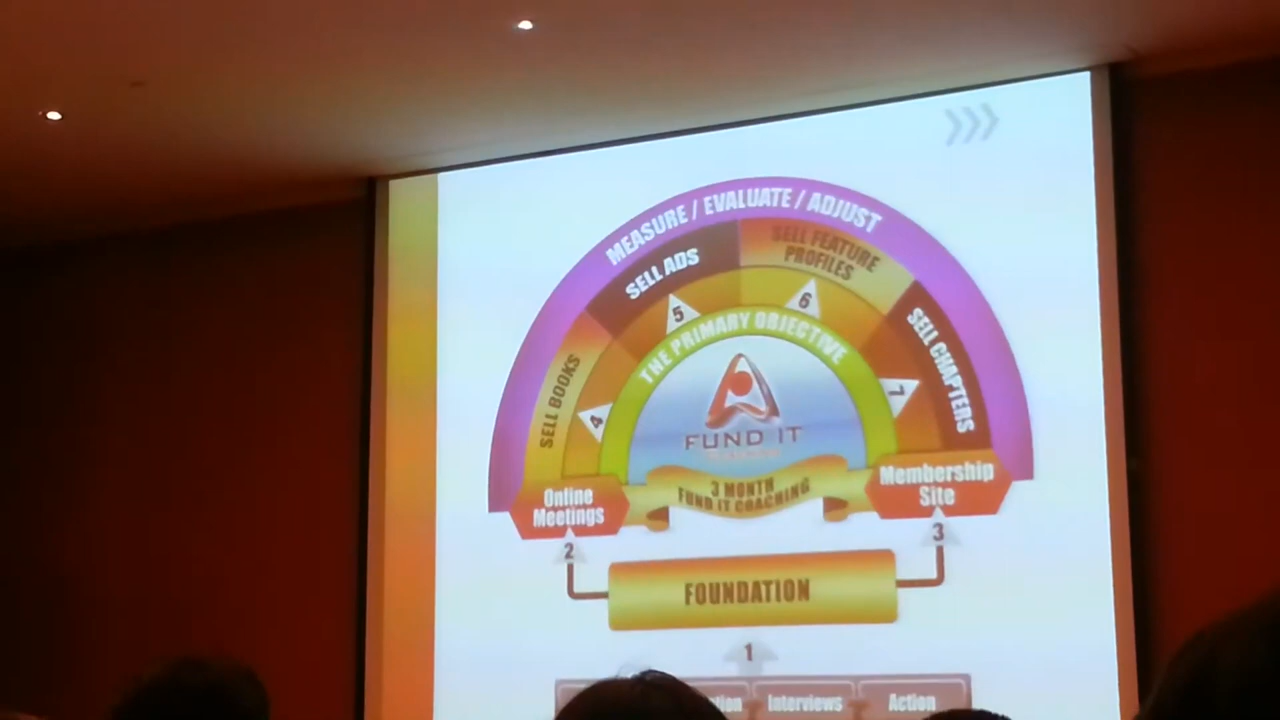 MEASURE / EVALUATE / ADJUST
SELL BOOKS
SELL ADS
SELL FEATURE
PROFILES
SELL CHAPTERS
4
5
6
7
THE PRIMARY OBJECTIVE
FUND IT
3 MONTH
FUND IT COACHING
Online
Meetings
Membership
Site
2
3
FOUNDATION
1
Interviews
Action